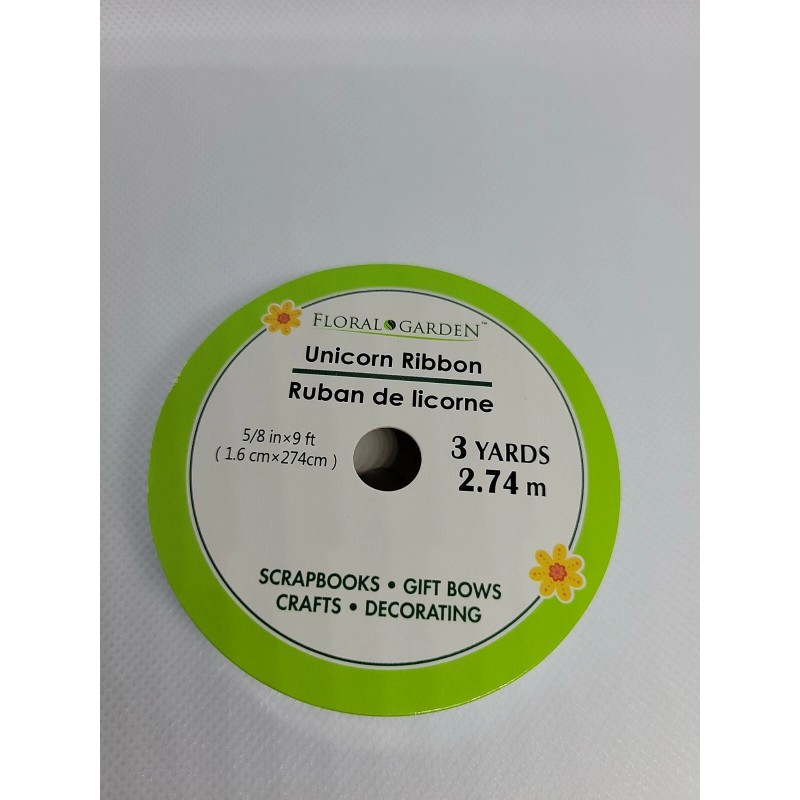 FLORAL GARDEN™
Unicorn Ribbon
Ruban de licorne
5/8 in×9 ft
( 1.6 cm×274cm )
3 YARDS
2.74 m
SCRAPBOOKS • GIFT BOWS
CRAFTS • DECORATING